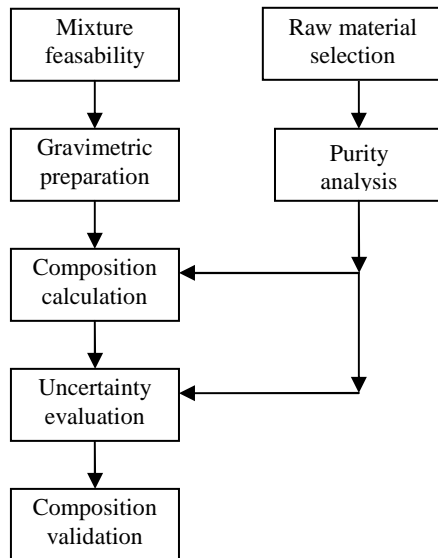 Mixture
feasability
Raw material
selection
Gravimetric
preparation
Purity
analysis
Composition
calculation
Uncertainty
evaluation
Composition
validation